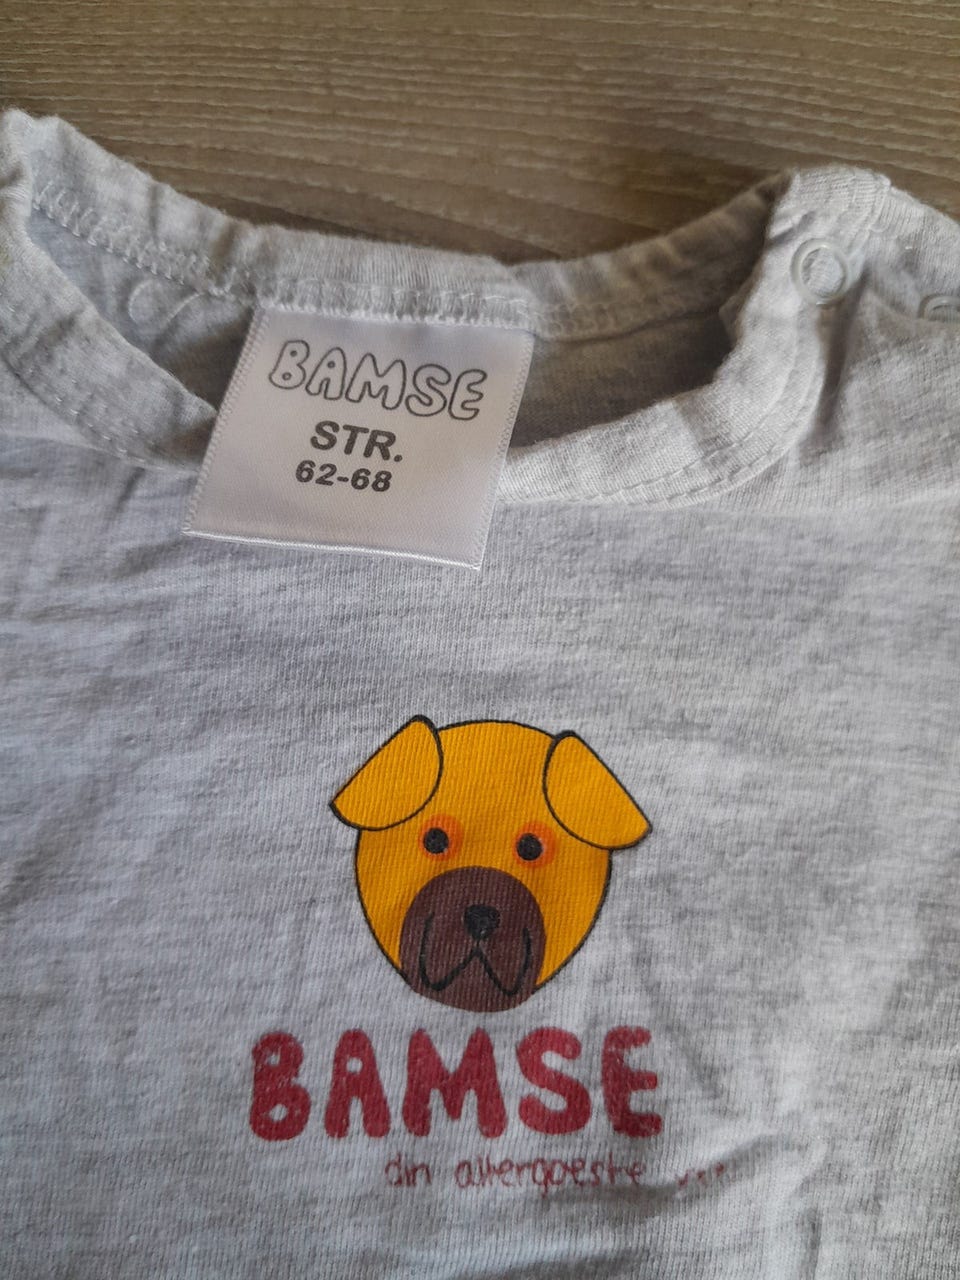 BAMSE
STR.
62-68
BAMSE
din allergoeste